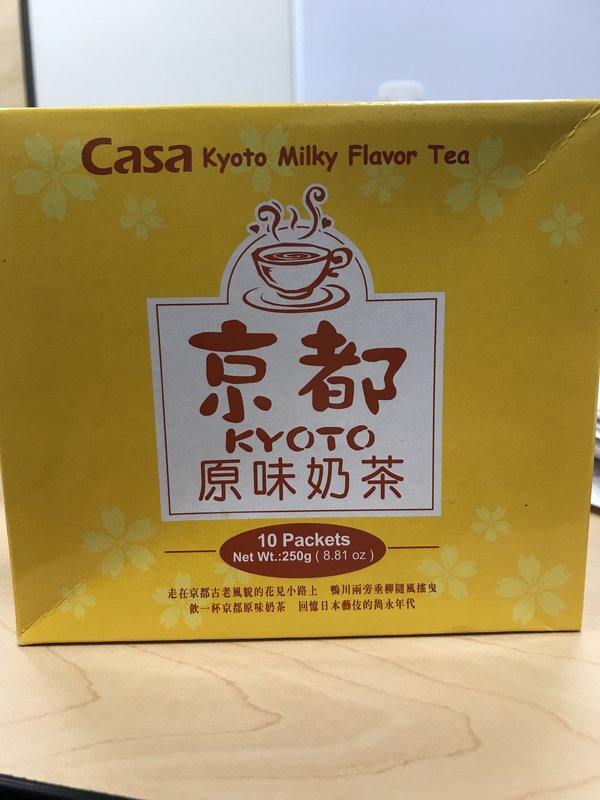 Casa Kyoto Milky Flavor Tea
京都
KYOTO
原味奶茶
10 Packets
Net Wt.:250g ( 8.81 oz )
走在京都古老風貌的花見小路上 鴨川兩旁垂柳隨風搖曳
飲一杯京都原味奶茶 回憶日本藝伎的雋永年代